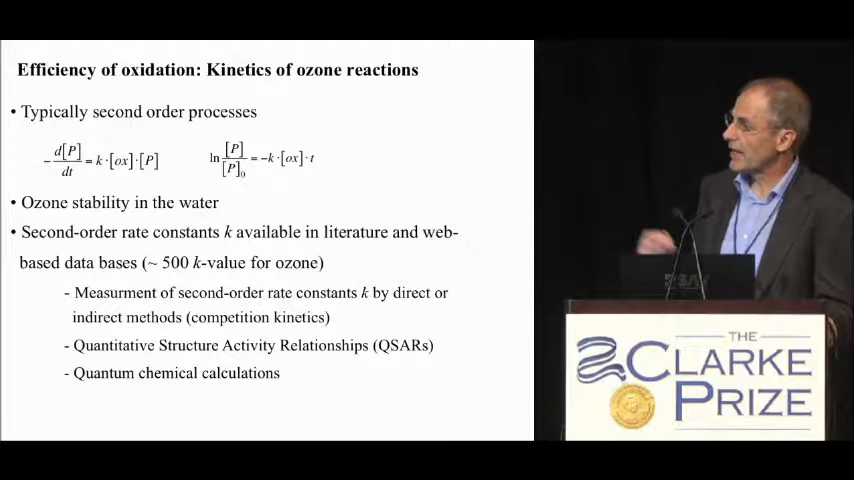 Efficiency of oxidation: Kinetics of ozone reactions
• Typically second order processes
- d[P]/dt = k·[ox]·[P]    ln [P]/[P]₀ = -k·[ox]·t
• Ozone stability in the water
• Second-order rate constants k available in literature and web-
based data bases (~ 500 k-value for ozone)
- Measurment of second-order rate constants k by direct or
indirect methods (competition kinetics)
- Quantitative Structure Activity Relationships (QSARs)
- Quantum chemical calculations
THE
CLARKE
PRIZE